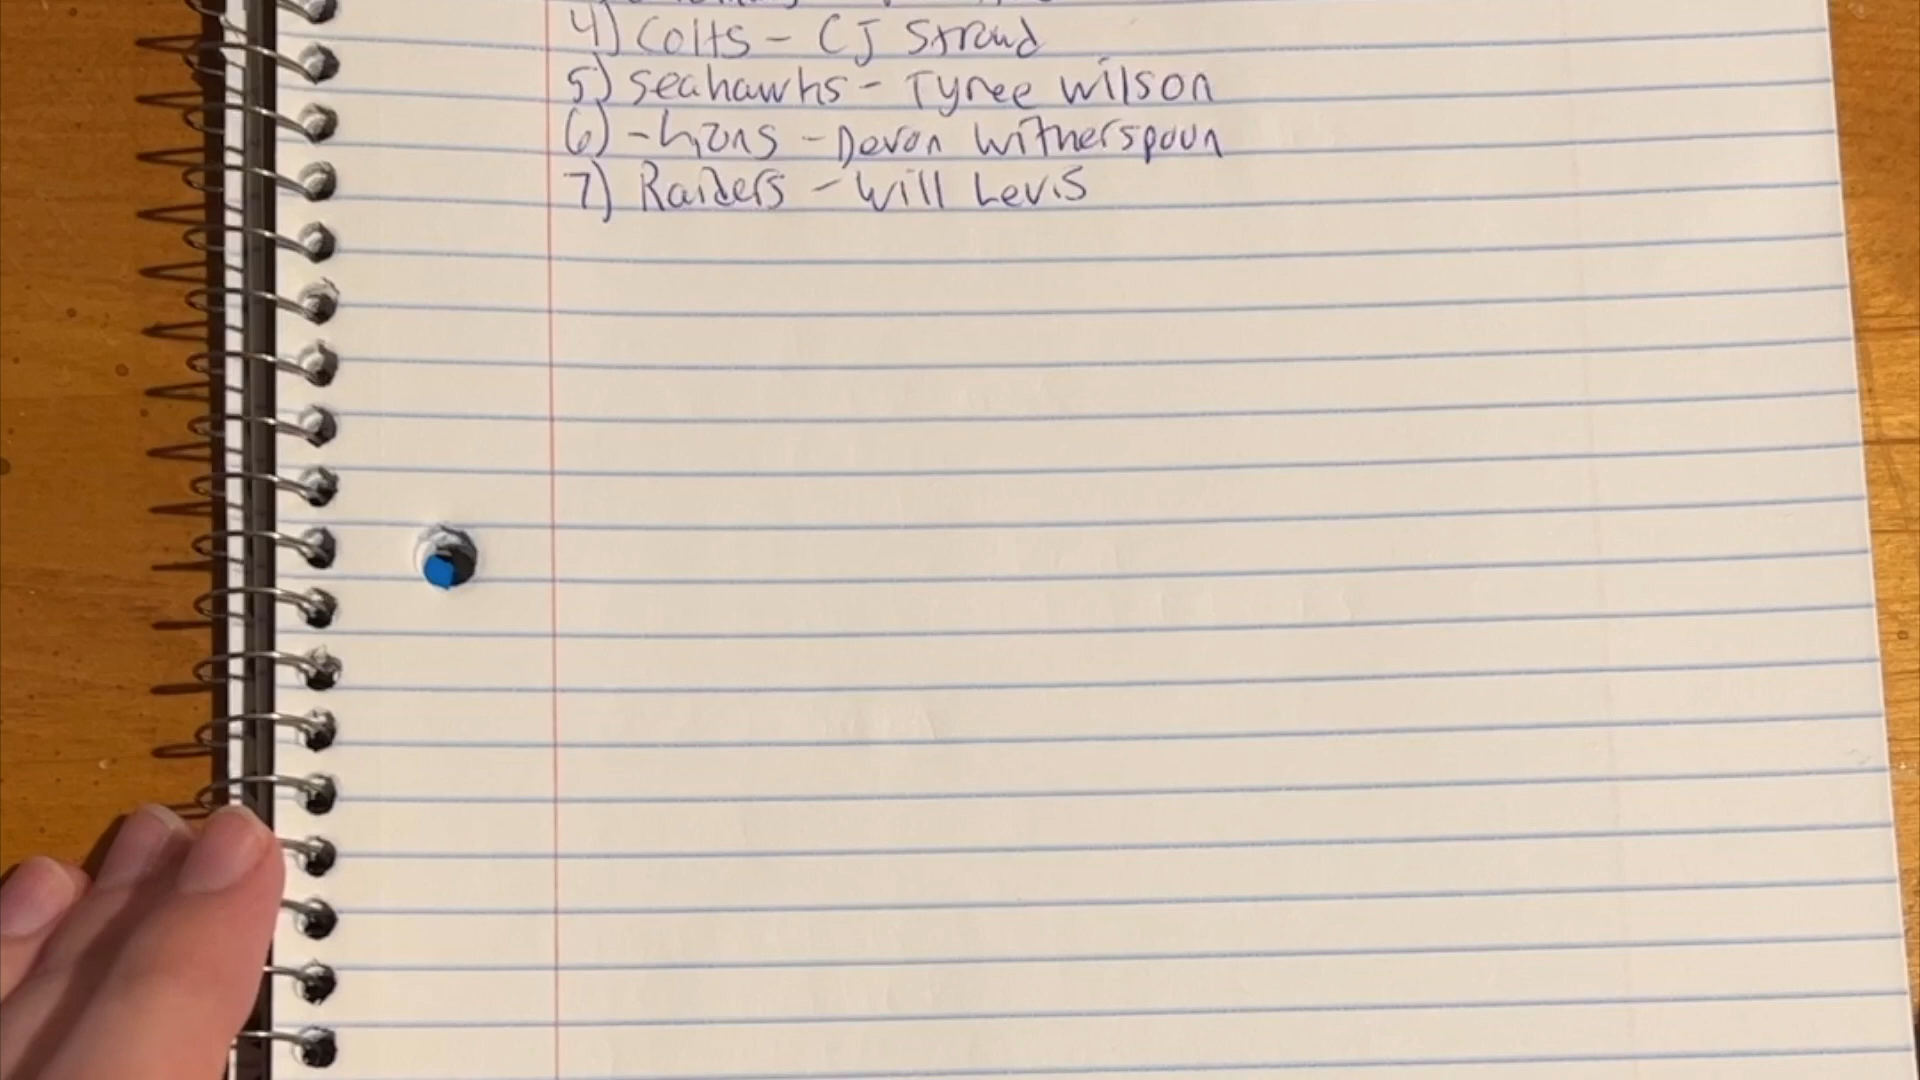 4) Colts - CJ Stroud
5) Seahawks - Tyree Wilson
6) - Lions - Devon Witherspoon
7) Raiders - Will Levis